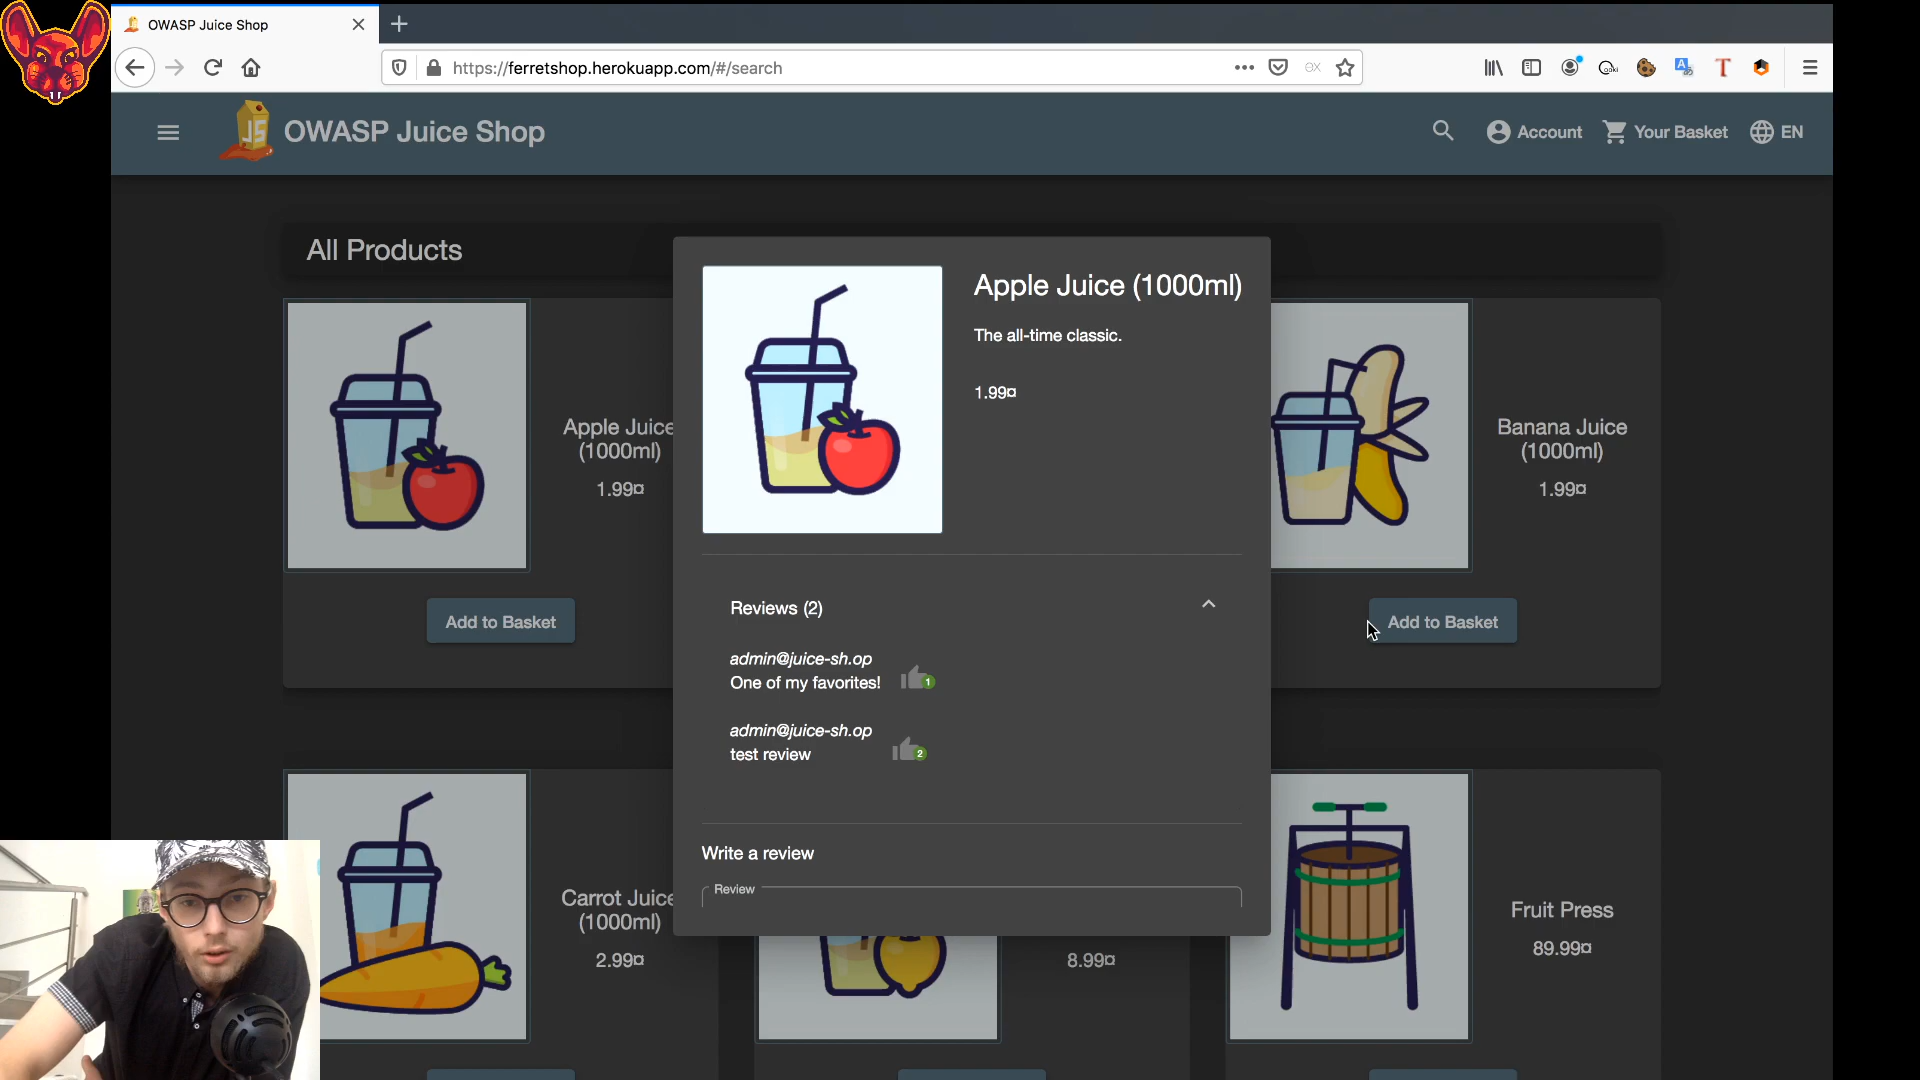 OWASP Juice Shop
https://ferretshop.herokuapp.com/#/search
JS
OWASP Juice Shop
Account
Your Basket
EN
All Products
Apple Juice
(1000ml)
1.99¤
Add to Basket
Apple Juice (1000ml)
The all-time classic.
1.99¤
Reviews (2)
admin@juice-sh.op
One of my favorites!
1
admin@juice-sh.op
test review
2
Write a review
Review
Banana Juice
(1000ml)
1.99¤
Add to Basket
Carrot Juice
(1000ml)
2.99¤
8.99¤
Fruit Press
89.99¤